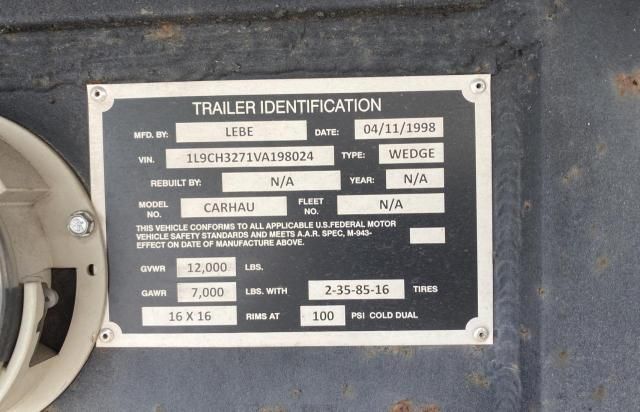 TRAILER IDENTIFICATION
MFD. BY: LEBE DATE: 04/11/1998
VIN. 1L9CH3271VA198024 TYPE: WEDGE
REBUILT BY: N/A YEAR: N/A
MODEL NO. CARHAU FLEET NO. N/A
THIS VEHICLE CONFORMS TO ALL APPLICABLE U.S.FEDERAL MOTOR
VEHICLE SAFETY STANDARDS AND MEETS A.A.R. SPEC, M-943-
EFFECT ON DATE OF MANUFACTURE ABOVE.
GVWR 12,000 LBS.
GAWR 7,000 LBS. WITH 2-35-85-16 TIRES
16 X 16 RIMS AT 100 PSI COLD DUAL